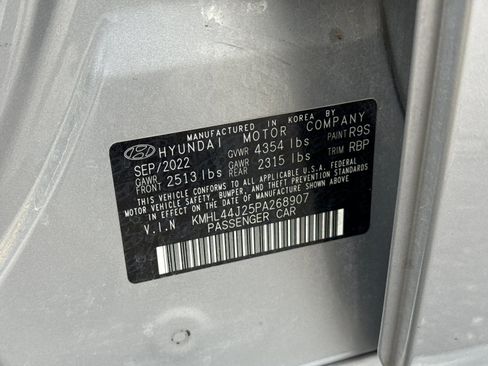 MANUFACTURED IN KOREA BY
HYUNDAI MOTOR COMPANY
SEP/2022 GVWR 4354 lbs PAINT R9S
GAWR FRONT 2513 lbs GAWR REAR 2315 lbs TRIM RBP
THIS VEHICLE CONFORMS TO ALL APPLICABLE U.S.A. FEDERAL
MOTOR VEHICLE SAFETY, BUMPER, AND THEFT PREVENTION
STANDARDS IN EFFECT ON THE DATE OF MANUFACTURE SHOWN ABOVE.
V.I.N KMHL44J25PA268907
PASSENGER CAR